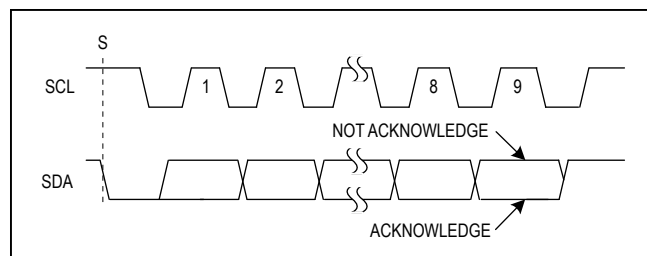 S
SCL
1 2 8 9
NOT ACKNOWLEDGE
SDA
ACKNOWLEDGE